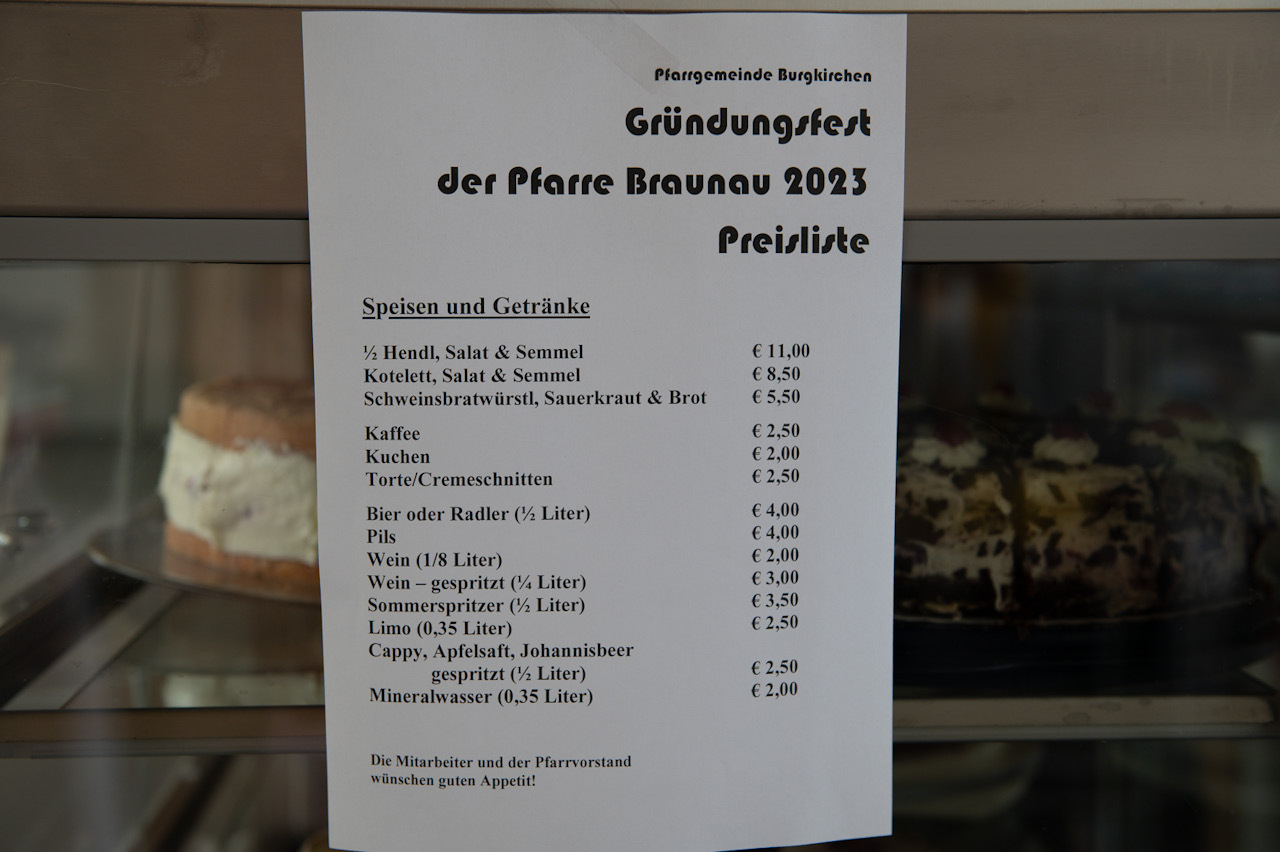 Pfarrgemeinde Burgkirchen
Gründungsfest
der Pfarre Braunau 2023
Preisliste
Speisen und Getränke
½ Hendl, Salat & Semmel € 11,00
Kotelett, Salat & Semmel € 8,50
Schweinsbratwürstl, Sauerkraut & Brot € 5,50
Kaffee € 2,50
Kuchen € 2,00
Torte/Cremeschnitten € 2,50
Bier oder Radler (½ Liter) € 4,00
Pils € 4,00
Wein (1/8 Liter) € 2,00
Wein – gespritzt (¼ Liter) € 3,00
Sommerspritzer (½ Liter) € 3,50
Limo (0,35 Liter) € 2,50
Cappy, Apfelsaft, Johannisbeer
gespritzt (½ Liter) € 2,50
Mineralwasser (0,35 Liter) € 2,00
Die Mitarbeiter und der Pfarrvorstand
wünschen guten Appetit!